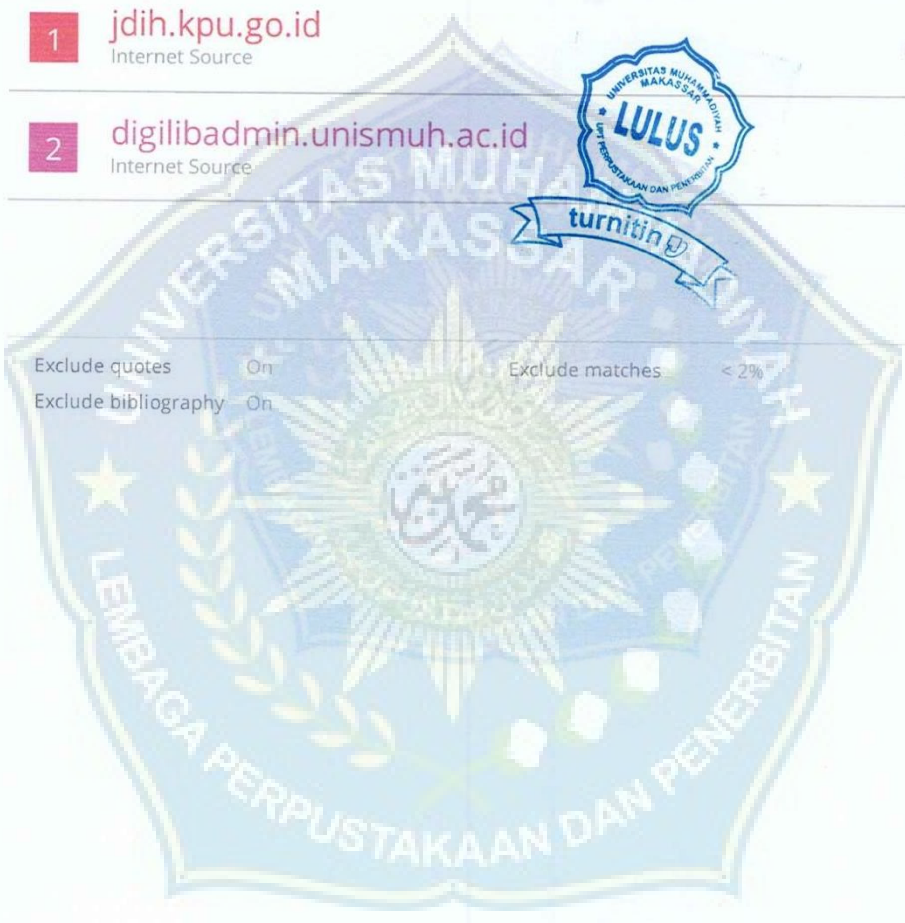 1 jdih.kpu.go.id
Internet Source
UNIVERSITAS MUHAMMADIYAH
MAKASSAR
LULUS
UPT PERPUSTAKAAN DAN PENERBITAN
turnitin
2 digilibadmin.unismuh.ac.id
Internet Source
UNIVERSITAS MUHAMMADIYAH
MAKASSAR
Exclude quotes On Exclude matches < 2%
Exclude bibliography On
محمدية
LEMBAGA PERPUSTAKAAN DAN PENERBITAN